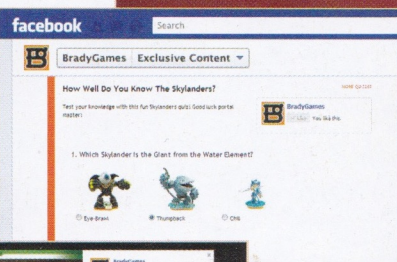 facebook
Search
B
BradyGames Exclusive Content
How Well Do You Know The Skylanders?
Test your knowledge with this fun Skylanders quiz! Good luck portal
master!
BradyGames
You like this.
1. Which Skylander is the Giant from the Water Element?
Eye-Brawl
Thumpback
Chill
BradyGames